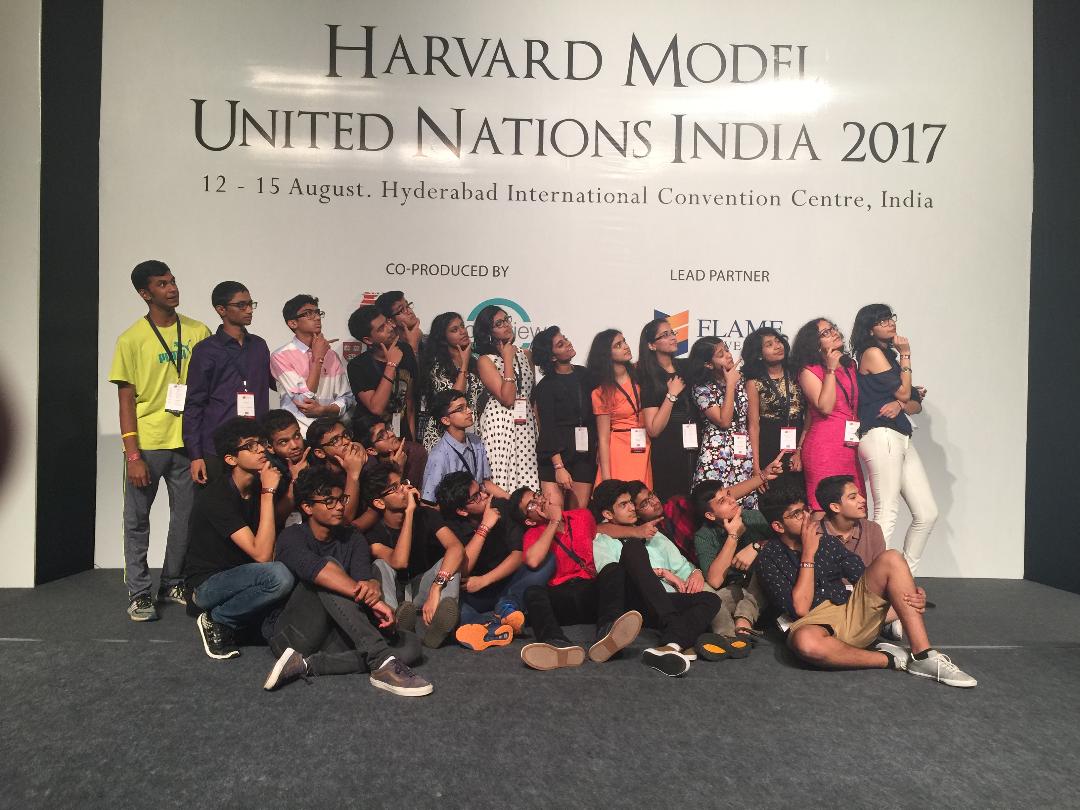 HARVARD MODEL
UNITED NATIONS INDIA 2017
12 - 15 August. Hyderabad International Convention Centre, India
CO-PRODUCED BY
LEAD PARTNER
FLAME